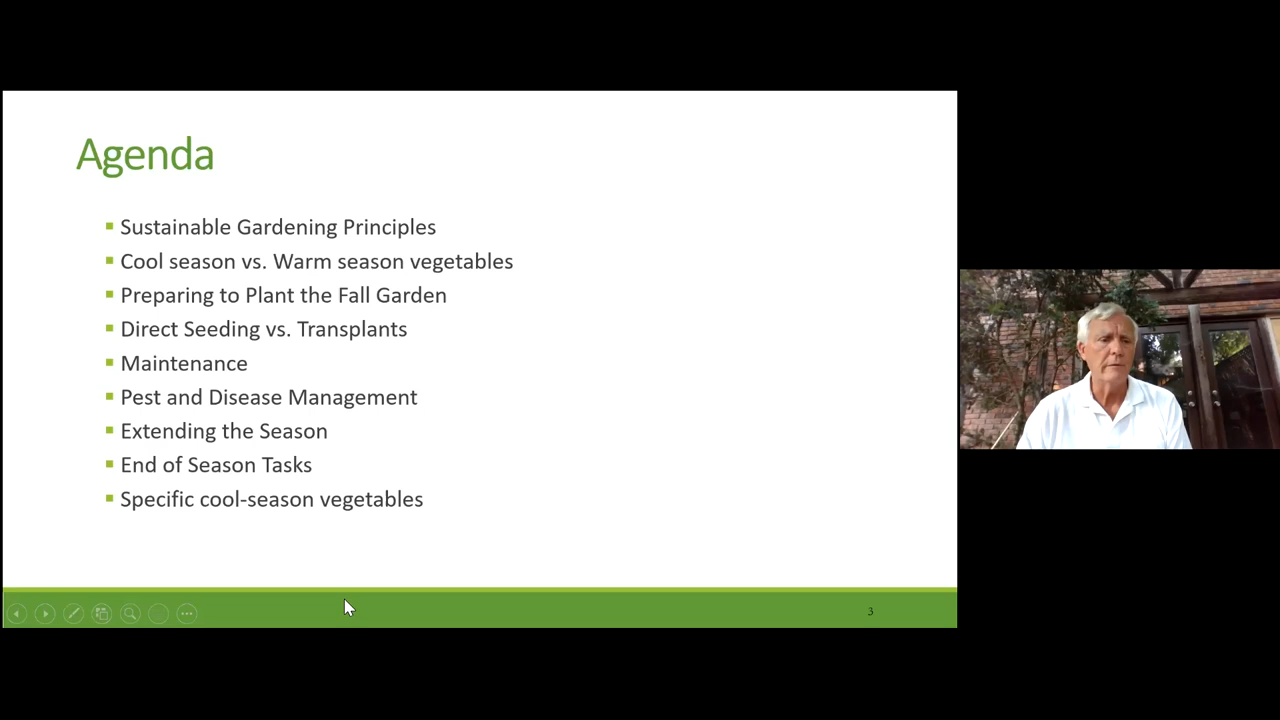 Agenda
Sustainable Gardening Principles
Cool season vs. Warm season vegetables
Preparing to Plant the Fall Garden
Direct Seeding vs. Transplants
Maintenance
Pest and Disease Management
Extending the Season
End of Season Tasks
Specific cool-season vegetables
3